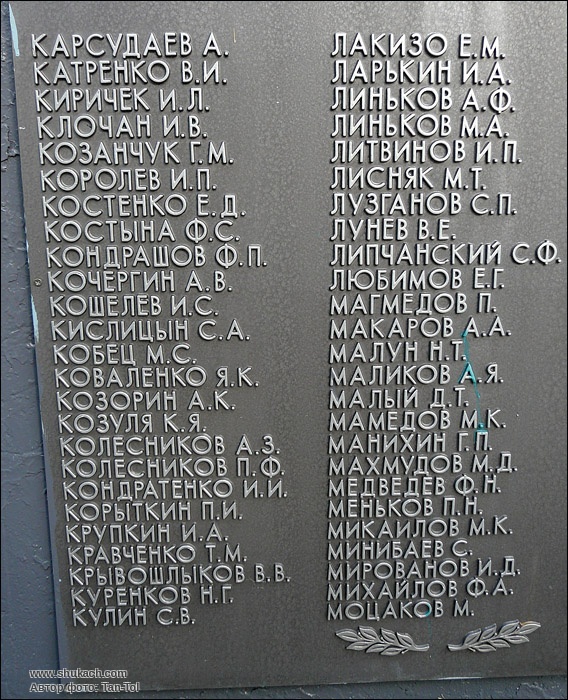 КАРСУДАЕВ А.
КАТРЕНКО В.И.
КИРИЧЕК И.Л.
КЛОЧАН И.В.
КОЗАНЧУК Г.М.
КОРОЛЕВ И.П.
КОСТЕНКО Е.Д.
КОСТЫНА Ф.С.
КОНДРАШОВ Ф.П.
КОЧЕРГИН А.В.
КОШЕЛЕВ И.С.
КИСЛИЦЫН С.А.
КОБЕЦ М.С.
КОВАЛЕНКО Я.К.
КОЗОРИН А.К.
КОЗУЛЯ К.Я.
КОЛЕСНИКОВ А.З.
КОЛЕСНИКОВ П.Ф.
КОНДРАТЕНКО И.И.
КОРЫТКИН П.И.
КРУПКИН И.А.
КРАВЧЕНКО Т.М.
КРЫВОШЛЫКОВ В.В.
КУРЕНКОВ Н.Г.
КУЛИН С.В.
ЛАКИЗО Е.М.
ЛАРЬКИН И.А.
ЛИНЬКОВ А.Ф.
ЛИНЬКОВ М.А.
ЛИТВИНОВ И.П.
ЛИСНЯК М.Т.
ЛУЗГАНОВ С.П.
ЛУНЕВ В.Е.
ЛИПЧАНСКИЙ С.Ф.
ЛЮБИМОВ Е.Г.
МАГМЕДОВ П.
МАКАРОВ А.А.
МАЛУН Н.Т.
МАЛИКОВ А.Я.
МАЛЫЙ Д.Т.
МАМЕДОВ М.К.
МАНИХИН Г.П.
МАХМУДОВ М.Д.
МЕДВЕДЕВ Ф.Н.
МЕНЬКОВ П.Н.
МИКАИЛОВ М.К.
МИНИБАЕВ С.
МИРОВАНОВ И.Д.
МИХАЙЛОВ Ф.А.
МОЦАКОВ М.
www.shukach.com
Автор фото: Tan-Tol